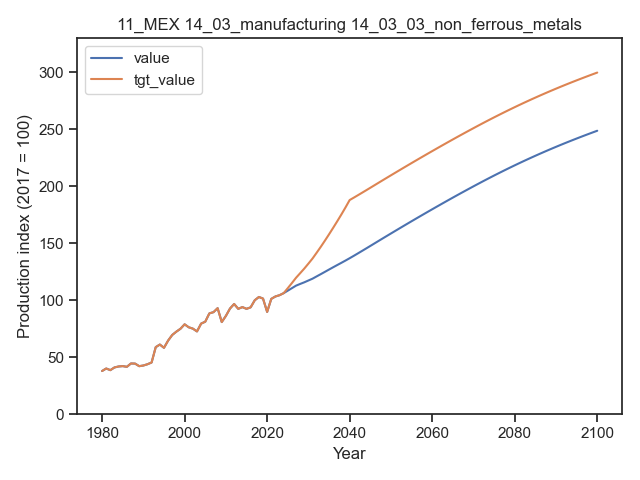 11_MEX 14_03_manufacturing 14_03_03_non_ferrous_metals
value
tgt_value
Production index (2017 = 100)
300
250
200
150
100
50
0
1980
2000
2020
2040
2060
2080
2100
Year